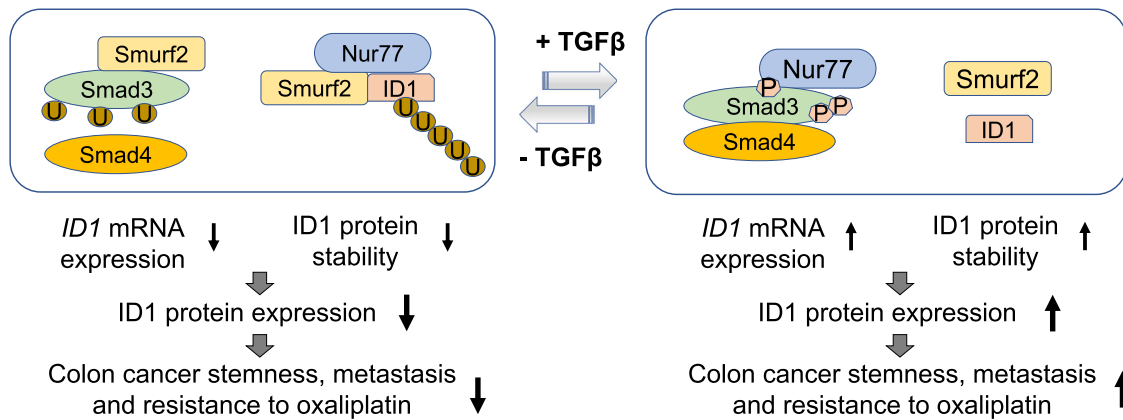 Smurf2
Smad3
U
U
U
Smad4
Nur77
Smurf2
ID1
U
U
U
U
U
+ TGFβ
- TGFβ
Nur77
P
Smad3
P
P
Smad4
Smurf2
ID1
ID1 mRNA
expression
ID1 protein
stability
ID1 protein expression
Colon cancer stemness, metastasis
and resistance to oxaliplatin
ID1 mRNA
expression
ID1 protein
stability
ID1 protein expression
Colon cancer stemness, metastasis
and resistance to oxaliplatin